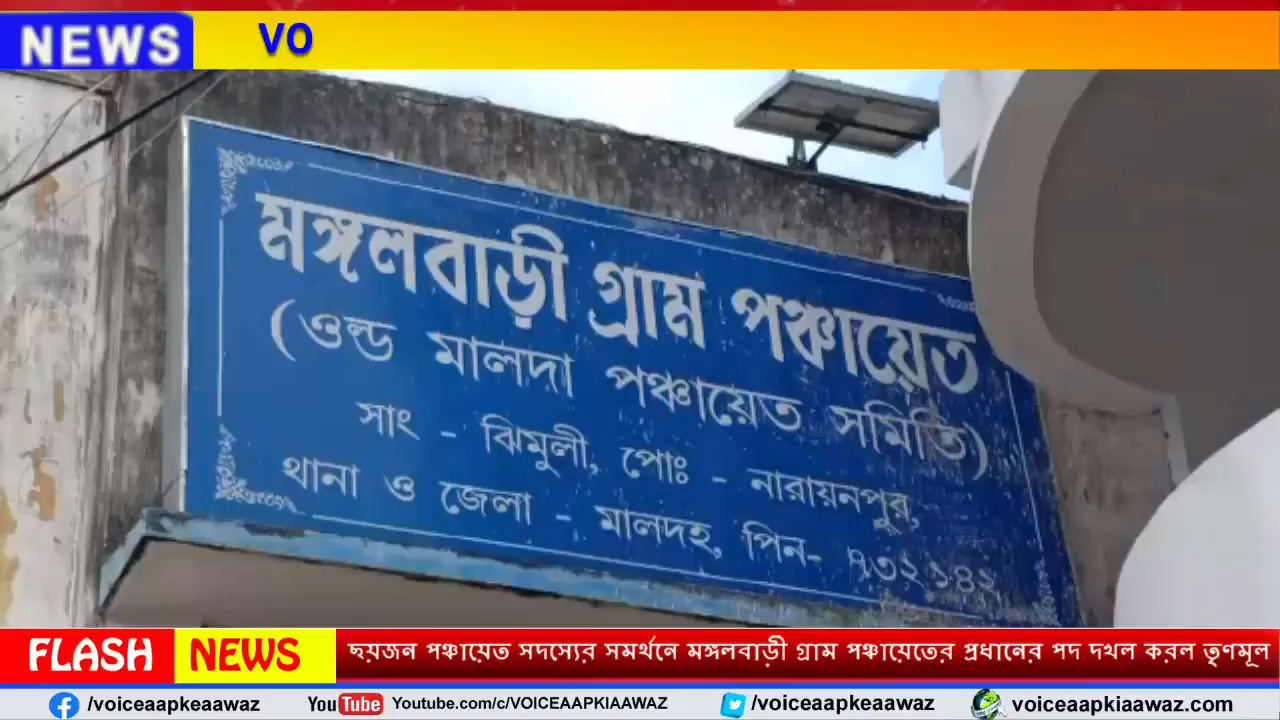 NEWS VO
মঙ্গলবাড়ী গ্রাম পঞ্চায়েত
(ওল্ড মালদা পঞ্চায়েত সমিতি)
সাং - ঝিমুলী, পোঃ - নারায়নপুর,
থানা ও জেলা - মালদহ, পিন- ৭৩২১৪২
FLASH NEWS ছয়জন পঞ্চায়েত সদস্যের সমর্থনে মঙ্গলবাড়ী গ্রাম পঞ্চায়েতের প্রধানের পদ দখল করল তৃণমূল
/voiceaapkeaawaz YouTube Youtube.com/c/VOICEAAPKIAAWAZ /voiceaapkeaawaz voiceaapkiaawaz.com